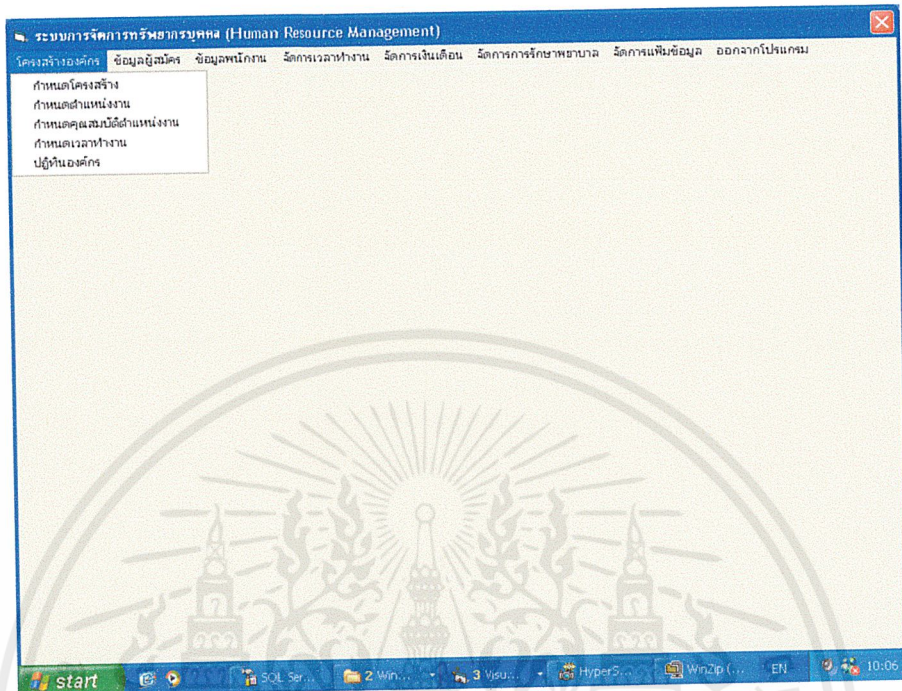 ระบบการจัดการทรัพยากรบุคคล (Human Resource Management)
โครงสร้างองค์กร ข้อมูลผู้สมัคร ข้อมูลพนักงาน จัดการเวลาทำงาน จัดการเงินเดือน จัดการการรักษาพยาบาล จัดการแฟ้มข้อมูล ออกจากโปรแกรม
กำหนดโครงสร้าง
กำหนดตำแหน่งงาน
กำหนดคุณสมบัติตำแหน่งงาน
กำหนดเวลาทำงาน
ปฏิทินองค์กร
start SQL Ser... 2 Win... 3 Visu... HyperS... WinZip (... EN 10:06